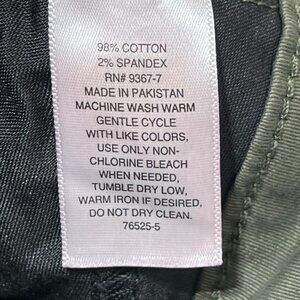 98% COTTON
2% SPANDEX
RN# 9367-7
MADE IN PAKISTAN
MACHINE WASH WARM
GENTLE CYCLE
WITH LIKE COLORS,
USE ONLY NON-
CHLORINE BLEACH
WHEN NEEDED,
TUMBLE DRY LOW,
WARM IRON IF DESIRED,
DO NOT DRY CLEAN.
76525-5